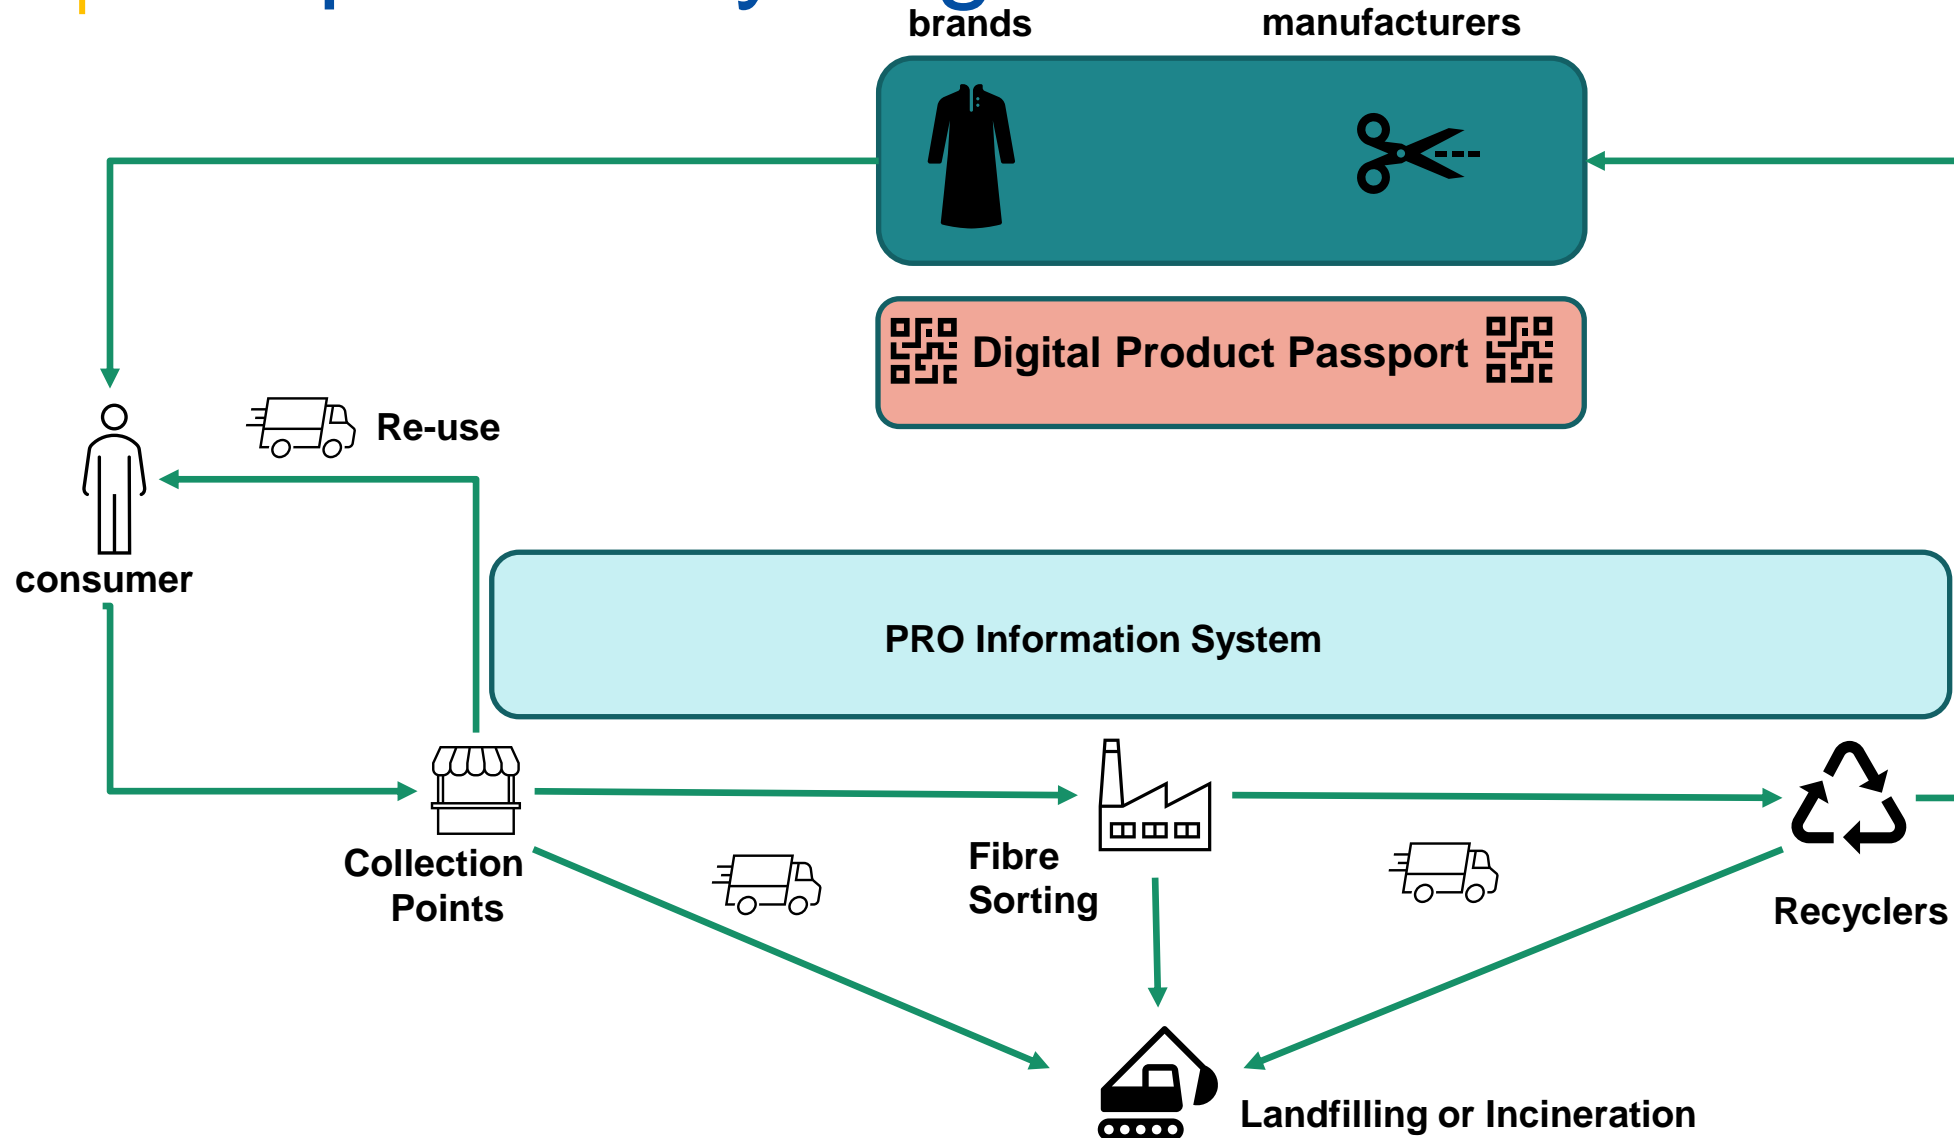 brands
manufacturers
Digital Product Passport
Re-use
consumer
PRO Information System
Collection
Points
Fibre
Sorting
Recyclers
Landfilling or Incineration